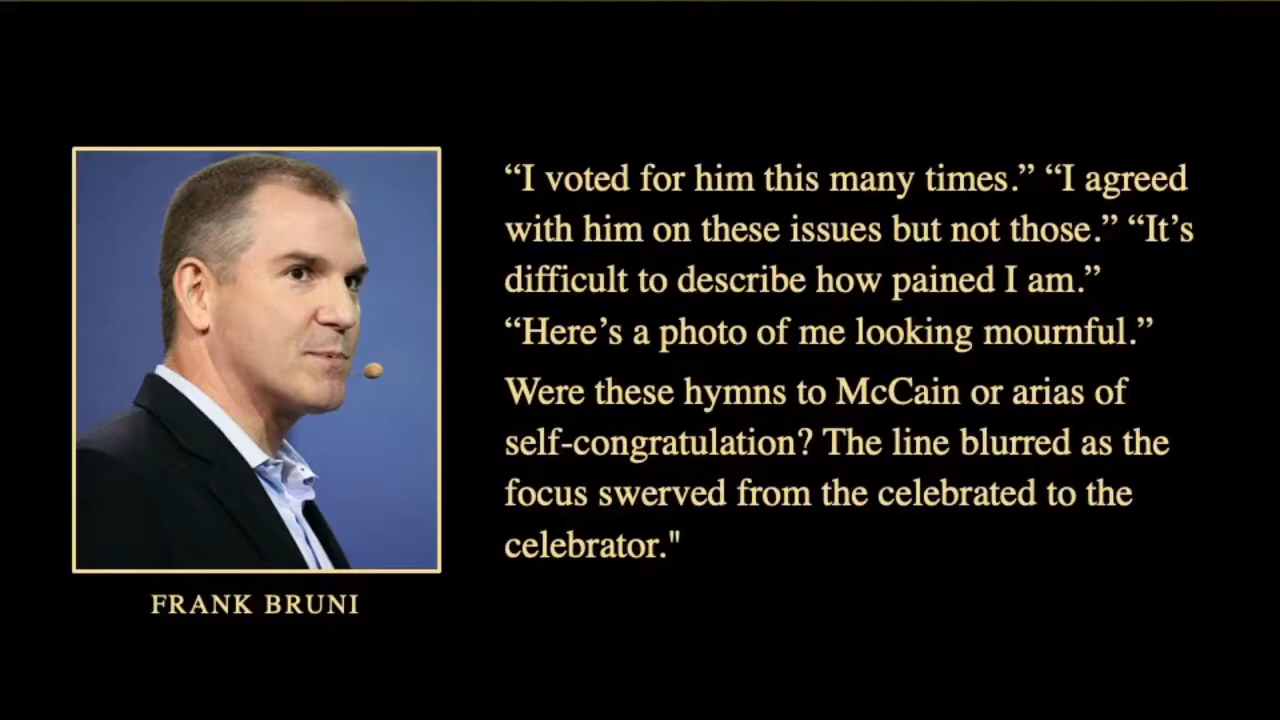 “I voted for him this many times.” “I agreed
with him on these issues but not those.” “It’s
difficult to describe how pained I am.”
“Here’s a photo of me looking mournful.”
Were these hymns to McCain or arias of
self-congratulation? The line blurred as the
focus swerved from the celebrated to the
celebrator."
FRANK BRUNI